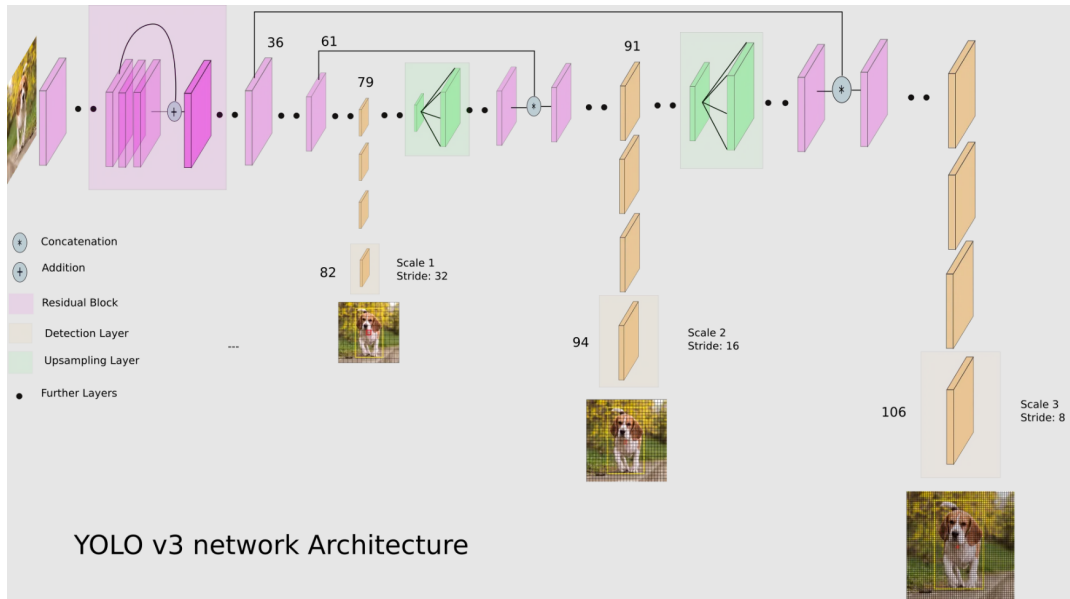 36
61
79
91
*
*
+
*
Concatenation
+
Addition
82
Scale 1
Stride: 32
Residual Block
Detection Layer
Upsampling Layer
---
94
Scale 2
Stride: 16
Further Layers
106
Scale 3
Stride: 8
YOLO v3 network Architecture